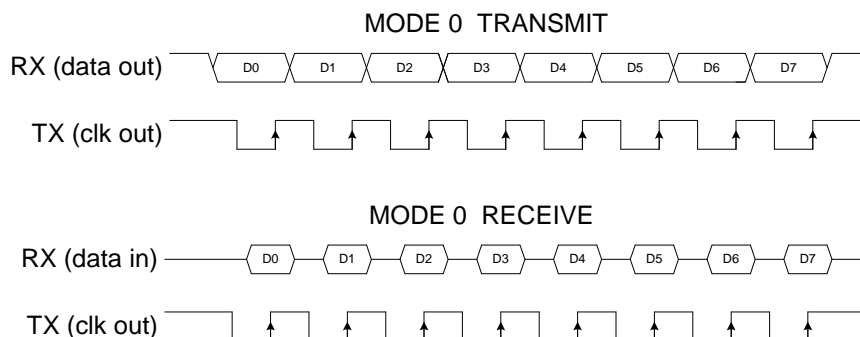 MODE 0 TRANSMIT
RX (data out) D0 D1 D2 D3 D4 D5 D6 D7
TX (clk out)
MODE 0 RECEIVE
RX (data in) D0 D1 D2 D3 D4 D5 D6 D7
TX (clk out)